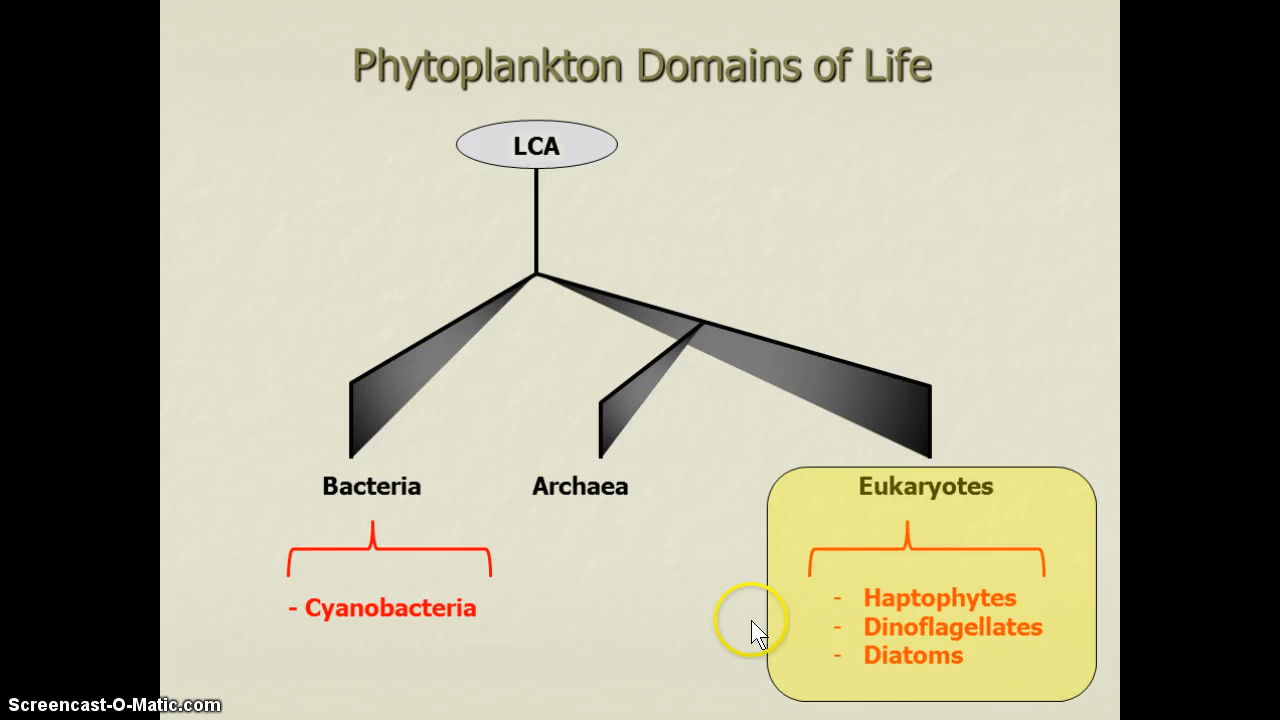 Phytoplankton Domains of Life
LCA
Bacteria
Archaea
Eukaryotes
- Cyanobacteria
- Haptophytes
- Dinoflagellates
- Diatoms
Screencast-O-Matic.com